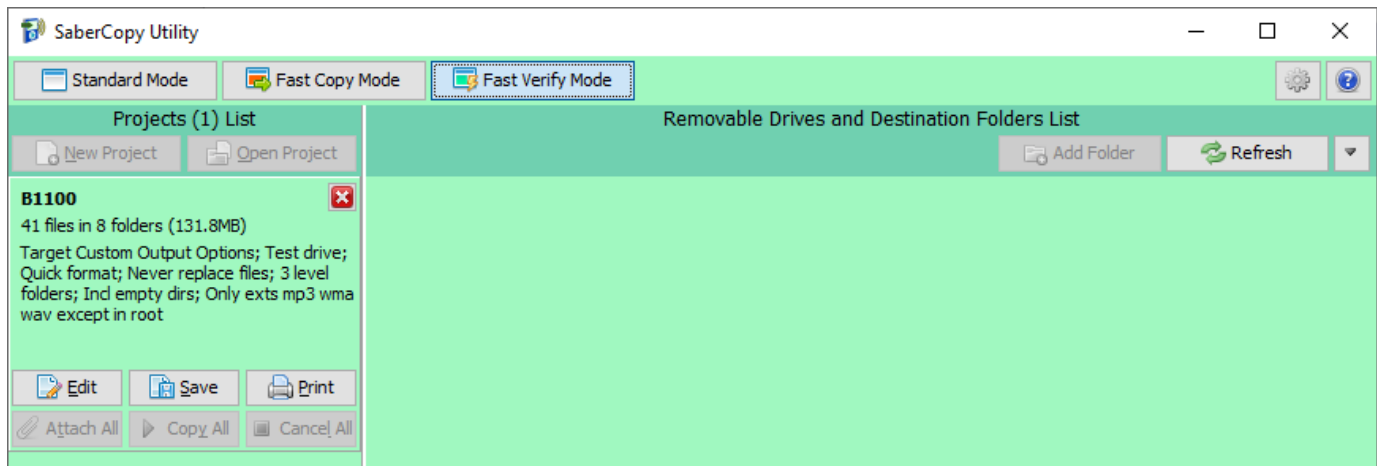 SaberCopy Utility
Standard Mode
Fast Copy Mode
Fast Verify Mode
Projects (1) List
Removable Drives and Destination Folders List
New Project
Open Project
Add Folder
Refresh
B1100
41 files in 8 folders (131.8MB)
Target Custom Output Options; Test drive;
Quick format; Never replace files; 3 level
folders; Incl empty dirs; Only exts mp3 wma
wav except in root
Edit
Save
Print
Attach All
Copy All
Cancel All